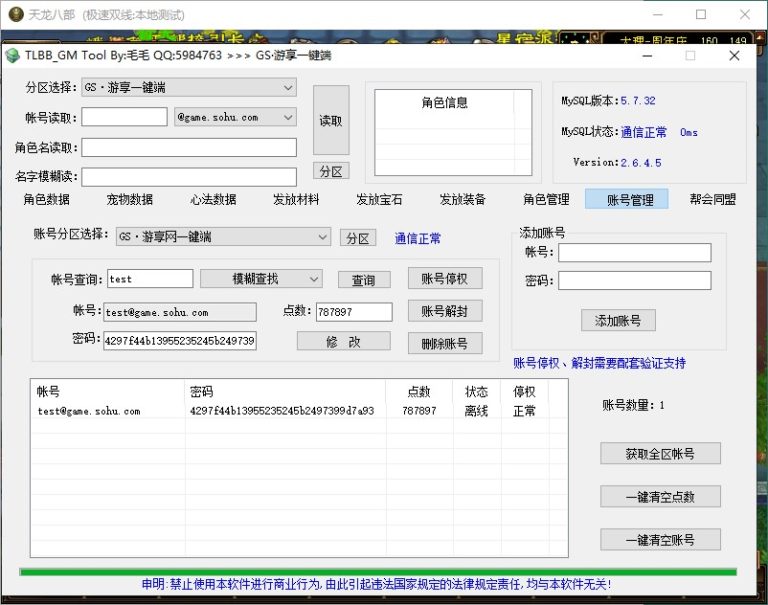 天龙八部 (极速双线:本地测试)
星宿派
大理-周年庆 160 149
TLBB_GM Tool By:毛毛 QQ:5984763 >>> GS·游享一键端
分区选择: GS·游享一键端
帐号读取: @game.sohu.com
读取
角色名读取:
名字模糊读:
分区
角色信息
MySQL版本:5.7.32
MySQL状态:通信正常 0ms
Version:2.6.4.5
角色数据 宠物数据 心法数据 发放材料 发放宝石 发放装备 角色管理 账号管理 帮会同盟
账号分区选择: GS·游享网一键端 分区 通信正常
帐号查询: test 模糊查找 查询 账号停权
帐号: test@game.sohu.com 点数: 787897 账号解封
密码: 4297f44b13955235245b249739 修 改 删除账号
添加账号
帐号:
密码:
添加账号
账号停权、解封需要配套验证支持
帐号 密码 点数 状态 停权
test@game.sohu.com 4297f44b13955235245b2497399d7a93 787897 离线 正常
账号数量: 1
获取全区帐号
一键清空点数
一键清空账号
申明:禁止使用本软件进行商业行为,由此引起违法国家规定的法律规定责任,均与本软件无关!